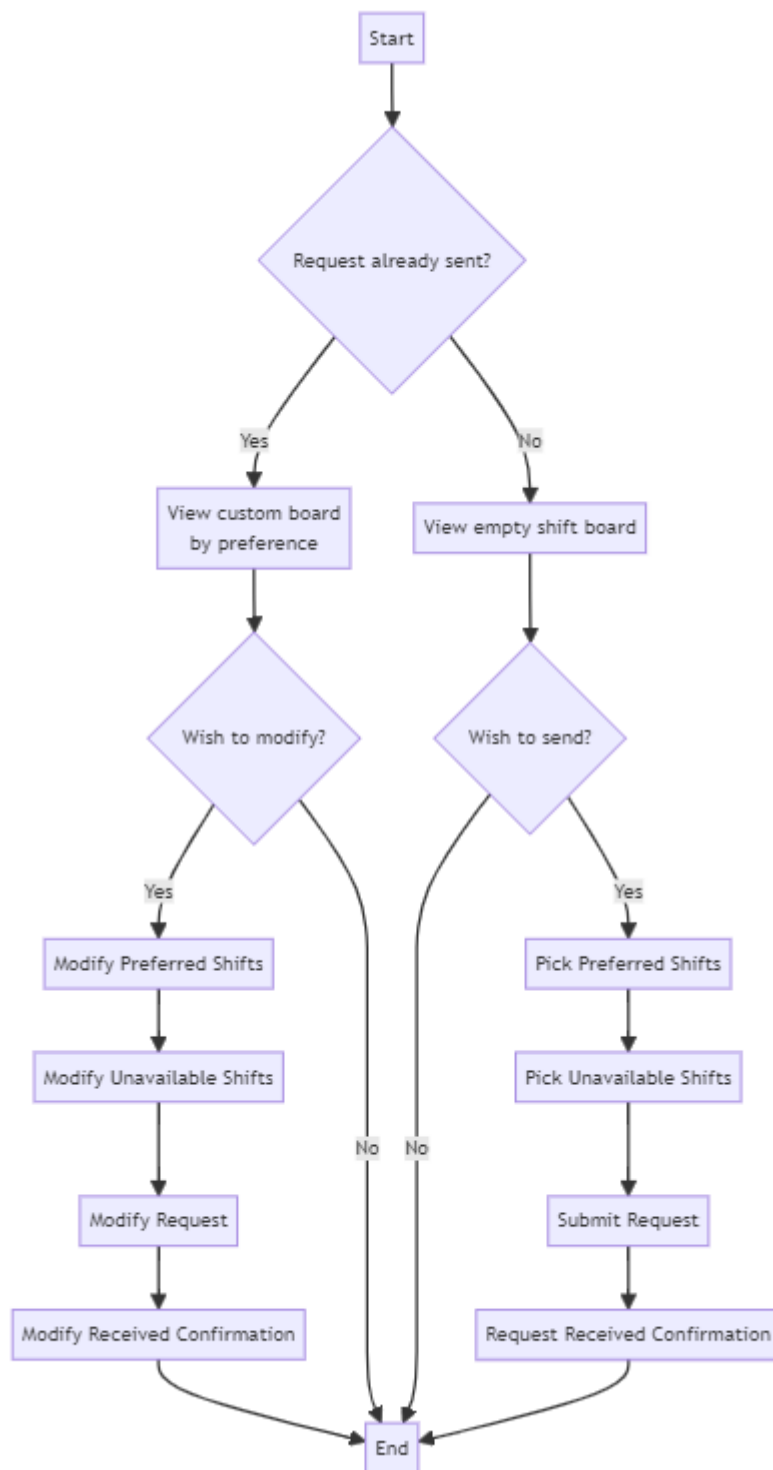 Start
Request already sent?
Yes
No
View custom board
by preference
View empty shift board
Wish to modify?
Wish to send?
Yes
Yes
Modify Preferred Shifts
Pick Preferred Shifts
Modify Unavailable Shifts
Pick Unavailable Shifts
No
No
Modify Request
Submit Request
Modify Received Confirmation
Request Received Confirmation
End